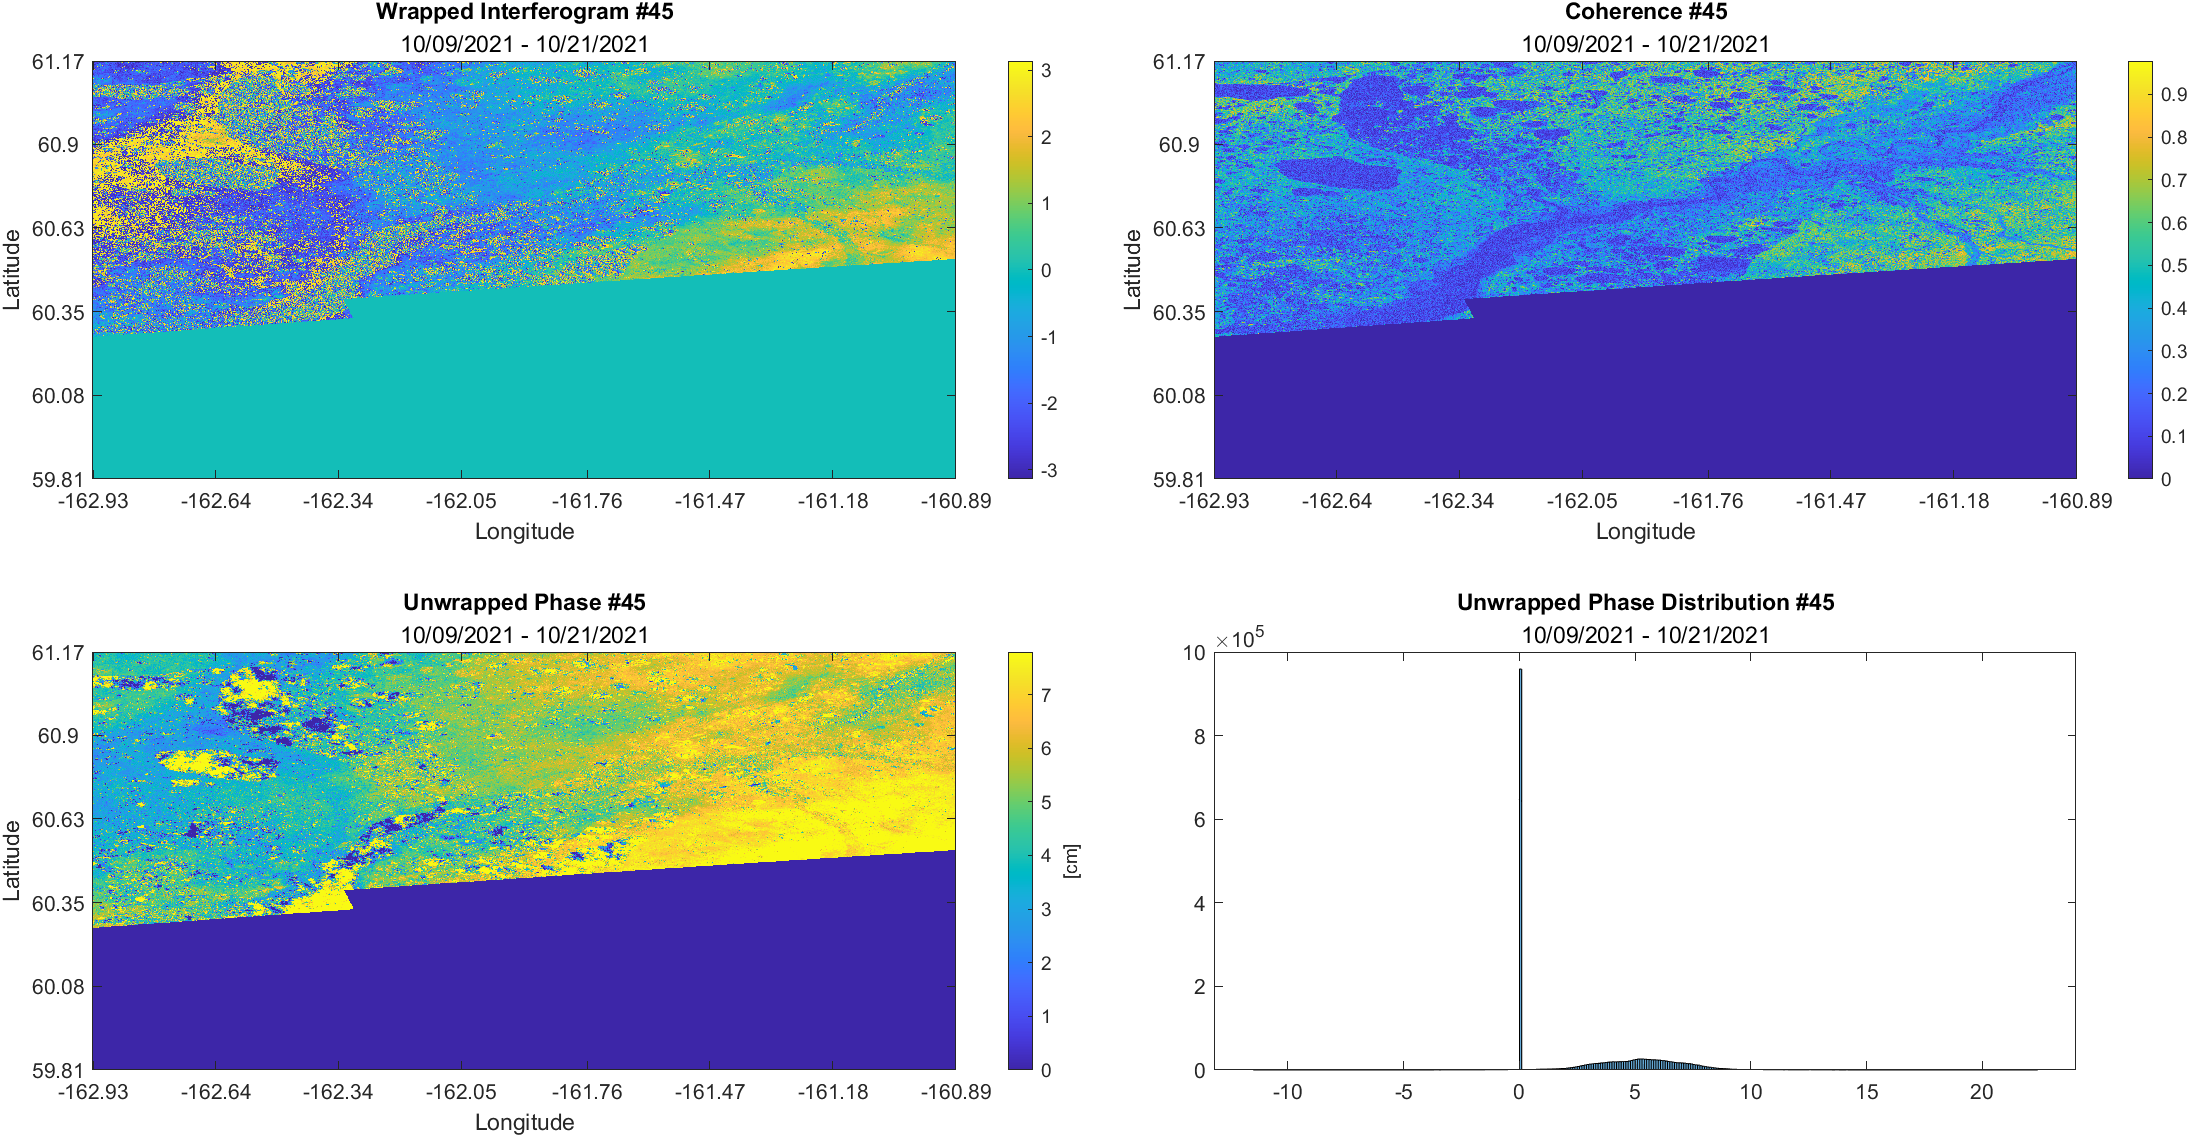 Wrapped Interferogram #45
10/09/2021 - 10/21/2021
61.17
60.9
60.63
60.35
60.08
59.81
Latitude
-162.93 -162.64 -162.34 -162.05 -161.76 -161.47 -161.18 -160.89
Longitude
3
2
1
0
-1
-2
-3
Coherence #45
10/09/2021 - 10/21/2021
61.17
60.9
60.63
60.35
60.08
59.81
Latitude
-162.93 -162.64 -162.34 -162.05 -161.76 -161.47 -161.18 -160.89
Longitude
0.9
0.8
0.7
0.6
0.5
0.4
0.3
0.2
0.1
0
Unwrapped Phase #45
10/09/2021 - 10/21/2021
61.17
60.9
60.63
60.35
60.08
59.81
Latitude
-162.93 -162.64 -162.34 -162.05 -161.76 -161.47 -161.18 -160.89
Longitude
7
6
5
4
3
2
1
0
[cm]
Unwrapped Phase Distribution #45
10/09/2021 - 10/21/2021
×10⁵
10
8
6
4
2
0
-10 -5 0 5 10 15 20